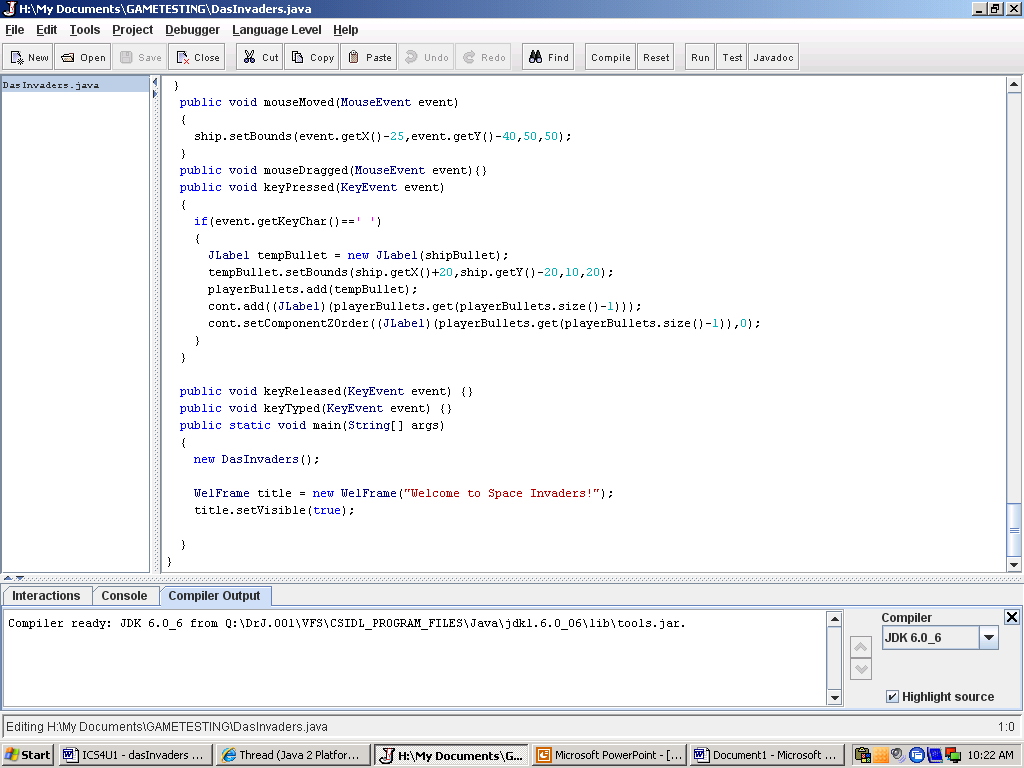 H:\My Documents\GAMETESTING\DasInvaders.java
File Edit Tools Project Debugger Language Level Help
New Open Save Close Cut Copy Paste Undo Redo Find Compile Reset Run Test Javadoc
DasInvaders.java
}
public void mouseMoved(MouseEvent event)
{
ship.setBounds(event.getX()-25,event.getY()-40,50,50);
}
public void mouseDragged(MouseEvent event){}
public void keyPressed(KeyEvent event)
{
if(event.getKeyChar()==' ')
{
JLabel tempBullet = new JLabel(shipBullet);
tempBullet.setBounds(ship.getX()+20,ship.getY()-20,10,20);
playerBullets.add(tempBullet);
cont.add((JLabel)(playerBullets.get(playerBullets.size()-1)));
cont.setComponentZOrder((JLabel)(playerBullets.get(playerBullets.size()-1)),0);
}
}
public void keyReleased(KeyEvent event) {}
public void keyTyped(KeyEvent event) {}
public static void main(String[] args)
{
new DasInvaders();
WelFrame title = new WelFrame("Welcome to Space Invaders!");
title.setVisible(true);
}
}
Interactions Console Compiler Output
Compiler ready: JDK 6.0_6 from Q:\DrJ.001\VFS\CSIDL_PROGRAM_FILES\Java\jdk1.6.0_06\lib\tools.jar.
Compiler
JDK 6.0_6
Highlight source
Editing H:\My Documents\GAMETESTING\DasInvaders.java 1:0
Start ICS4U1 - dasInvaders ... Thread (Java 2 Platfor... H:\My Documents\G... Microsoft PowerPoint - [... Document1 - Microsoft ... 10:22 AM